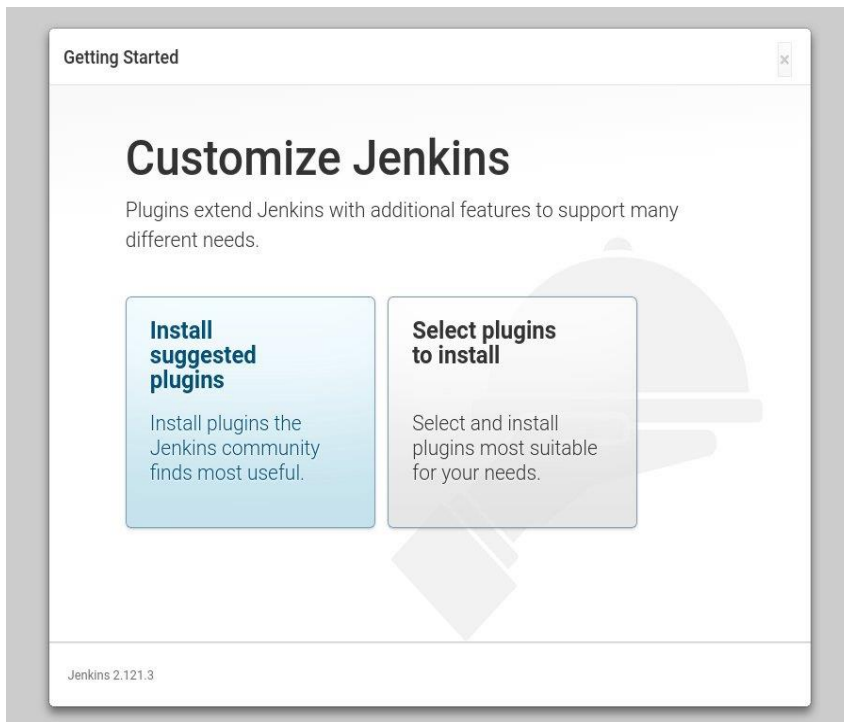 Getting Started
×
Customize Jenkins
Plugins extend Jenkins with additional features to support many
different needs.
Install
suggested
plugins
Install plugins the
Jenkins community
finds most useful.
Select plugins
to install
Select and install
plugins most suitable
for your needs.
Jenkins 2.121.3